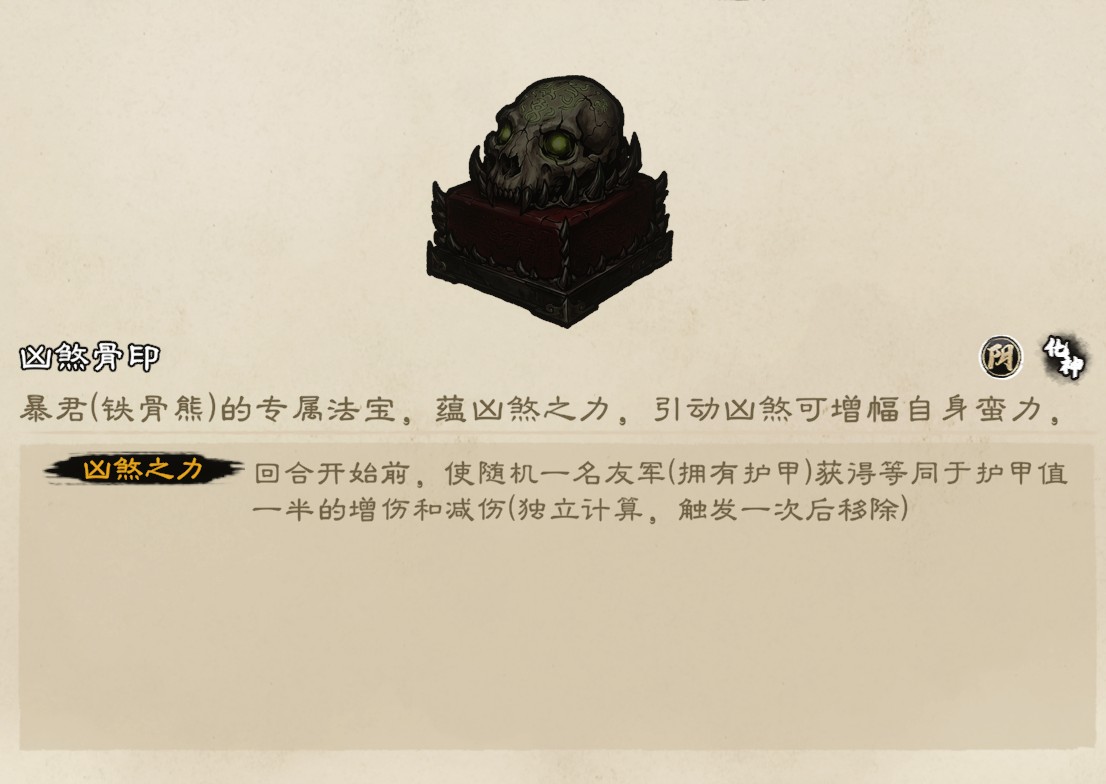 凶煞骨印
阴
化神
暴君(铁骨熊)的专属法宝，蕴凶煞之力，引动凶煞可增幅自身蛮力，
凶煞之力
回合开始前，使随机一名友军(拥有护甲)获得等同于护甲值
一半的增伤和减伤(独立计算，触发一次后移除)